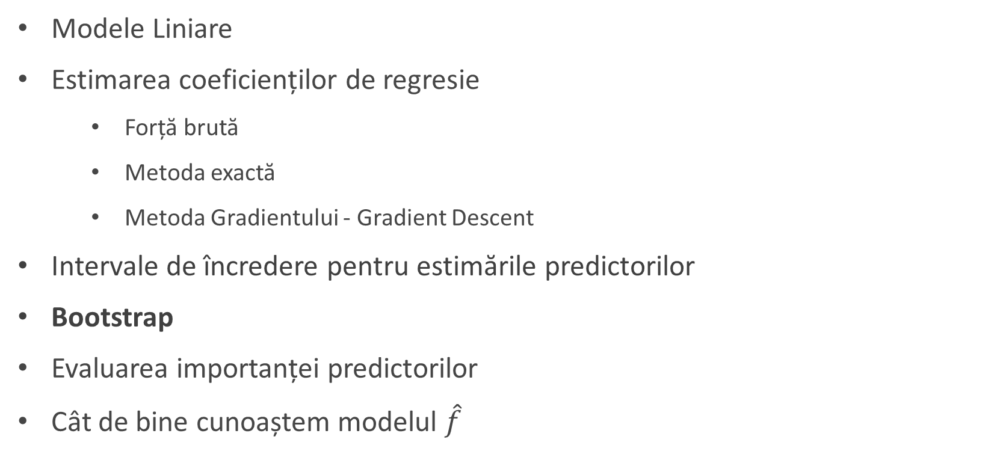 • Modele Liniare
• Estimarea coeficienților de regresie
• Forță brută
• Metoda exactă
• Metoda Gradientului - Gradient Descent
• Intervale de încredere pentru estimările predictorilor
• Bootstrap
• Evaluarea importanței predictorilor
• Cât de bine cunoaștem modelul f̂